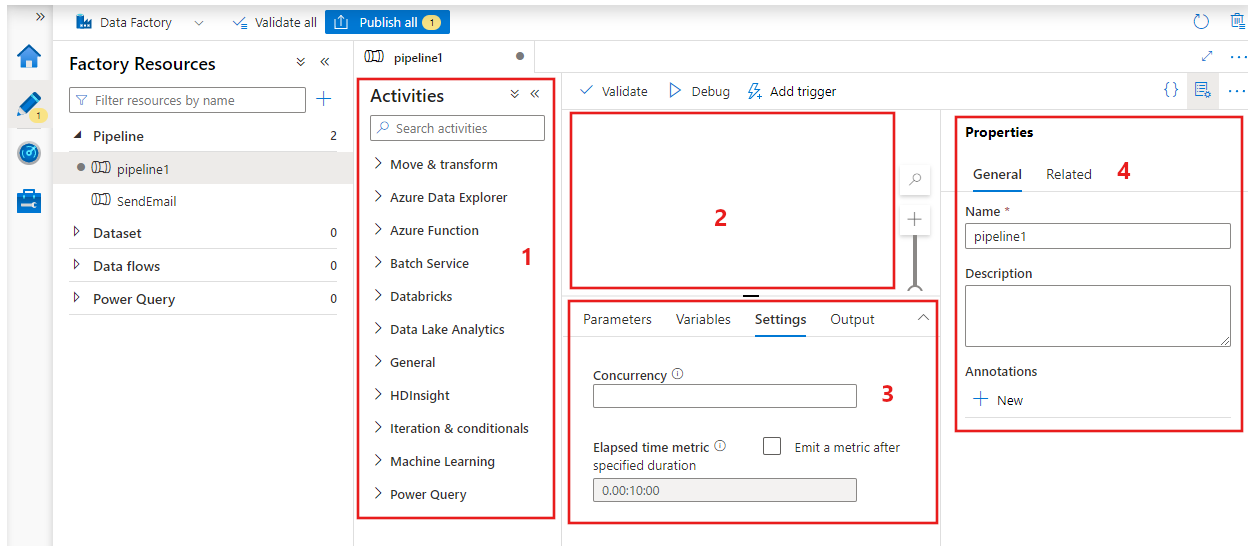 Data Factory
Validate all
Publish all 1
Factory Resources
Filter resources by name
Pipeline 2
pipeline1
SendEmail
Dataset 0
Data flows 0
Power Query 0
1
pipeline1
Activities
Search activities
Move & transform
Azure Data Explorer
Azure Function
Batch Service
Databricks
Data Lake Analytics
General
HDInsight
Iteration & conditionals
Machine Learning
Power Query
1
Validate
Debug
Add trigger
{}
2
Parameters
Variables
Settings
Output
Concurrency
3
Elapsed time metric
Emit a metric after
specified duration
0.00:10:00
Properties
General
Related
4
Name *
pipeline1
Description
Annotations
New